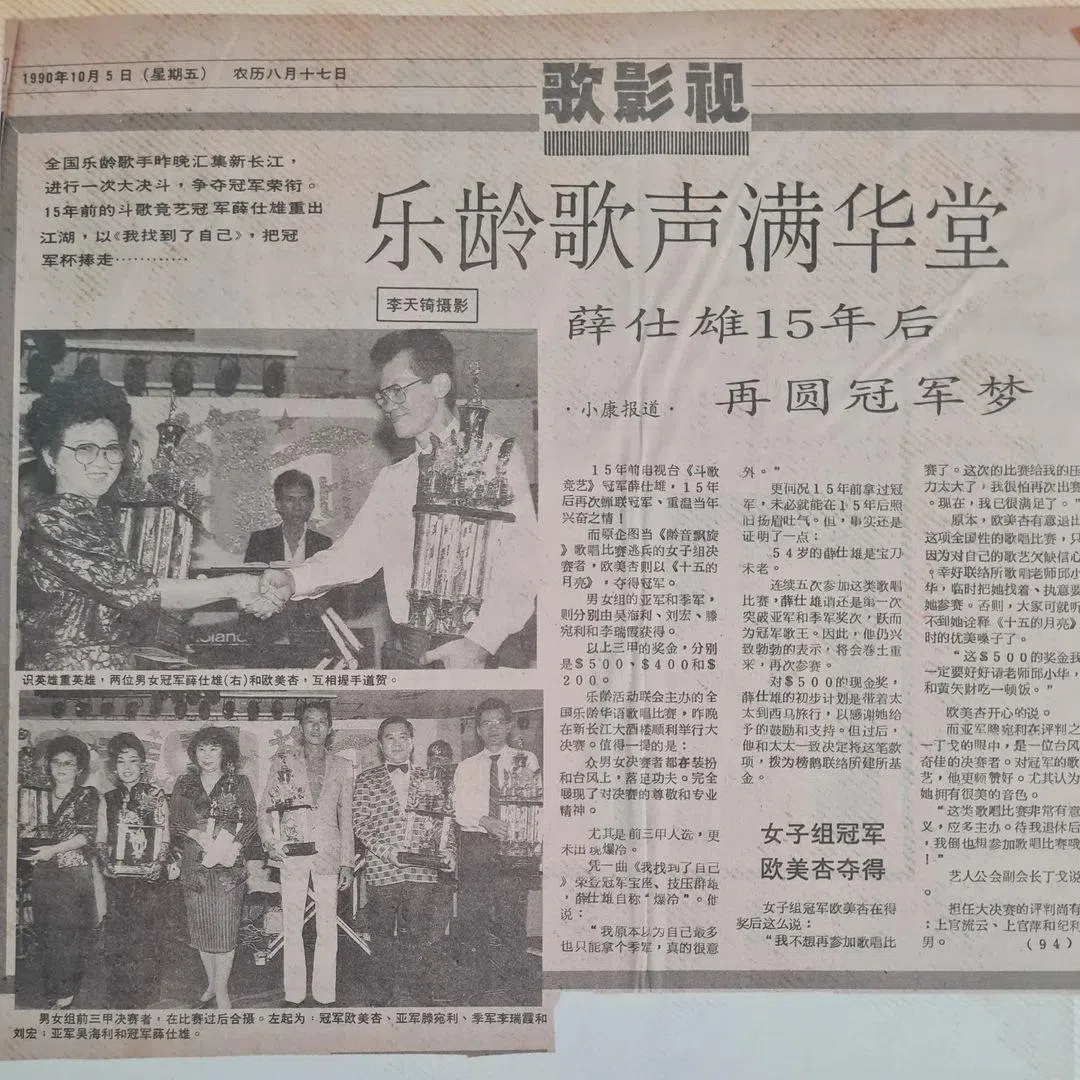 1990年10月5日（星期五） 农历八月十七日
歌影视
全国乐龄歌手昨晚汇集新长江，
进行一次大决斗，争夺冠军荣衔。
15年前的斗歌竞艺冠军薛仕雄重出
江湖，以《我找到了自己》，把冠
军杯捧走…………
乐龄歌声满华堂
李天锜摄影
薛仕雄15年后
再圆冠军梦
·小康报道·
识英雄重英雄，两位男女冠军薛仕雄(右)和欧美杏，互相握手道贺。
男女组前三甲决赛者，在比赛过后合摄。左起为：冠军欧美杏、亚军滕宛利、季军李瑞霞和
刘宏；亚军吴海利和冠军薛仕雄。
15年前电视台《斗歌
竞艺》冠军薛仕雄，15年
后再次蝉联冠军、重温当年
兴奋之情！
而原企图当《龄音飘旋
》歌唱比赛逃兵的女子组决
赛者，欧美杏则以《十五的
月亮》，夺得冠军。
男女组的亚军和季军，
则分别由吴海利、刘宏、滕
宛利和李瑞霞获得。
以上三甲的奖金，分别
是＄500、＄400和＄
200。
乐龄活动联会主办的全
国乐龄华语歌唱比赛，昨晚
在新长江大酒楼顺利举行大
决赛。值得一提的是：
众男女决赛者都在装扮
和台风上，落足功夫。完全
展现了对决赛的尊敬和专业
精神。
尤其是前三甲人选，更
未出现爆冷。
凭一曲《我找到了自己
》荣登冠军宝座、技压群雄
，薛仕雄自称“爆冷”。他
说：
“我原本以为自己最多
也只能拿个季军，真的很意
外。”
更何况15年前拿过冠
军，未必就能在15年后照
旧扬眉吐气。但，事实还是
证明了一点：
54岁的薛仕雄是宝刀
未老。
连续五次参加这类歌唱
比赛，薛仕雄谓还是第一次
突破亚军和季军奖次，跃而
为冠军歌王。因此，他仍兴
致勃勃的表示，将会卷土重
来，再次参赛。
对＄500的现金奖，
薛仕雄的初步计划是带着太
太到西马旅行，以感谢她给
予的鼓励和支持。但过后，
他和太太一致决定将这笔款
项，拨为榜鹅联络所建所基
金。
女子组冠军
欧美杏夺得
女子组冠军欧美杏在得
奖后这么说：
“我不想再参加歌唱比
赛了。这次的比赛给我的压
力太大了，我很怕再次出赛
。现在，我已很满足了。”
原本，欧美杏有意退出
这项全国性的歌唱比赛，只
因为对自己的歌艺欠缺信心
。幸好联络所歌唱老师邱小
华，临时把她找着、执意要
她参赛。否则，大家可就听
不到她诠释《十五的月亮》
时的优美嗓子了。
“这＄500的奖金我
一定要好好请老师邱小华，
和黄矢财吃一顿饭。”
欧美杏开心的说。
而亚军滕宛利在评判之
一丁戈的眼中，是一位台风
奇佳的决赛者。对冠军的歌
艺，他更频赞好。尤其认为
她拥有很美的音色。
“这类歌唱比赛非常有意
义，应多主办。待我退休后
，我倒也想参加歌唱比赛哦
！”
艺人公会副会长丁戈说
。
担任大决赛的评判尚有
：上官流云、上官萍和纪利
男。 (94)